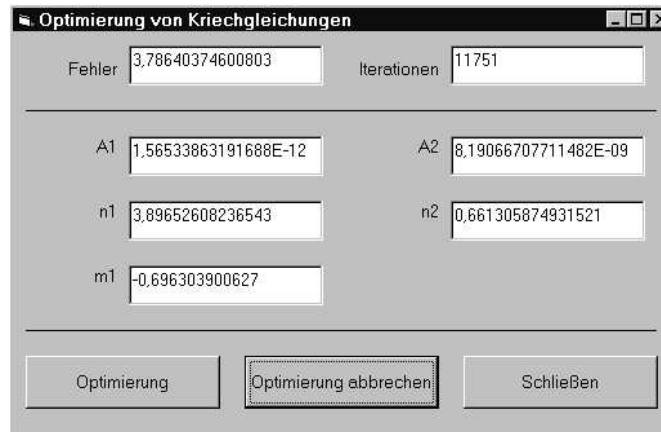 Optimierung von Kriechgleichungen
Fehler 3,78640374600803 Iterationen 11751
A1 1,56533863191688E-12 A2 8,19066707711482E-09
n1 3,89652608236543 n2 0,661305874931521
m1 -0,696303900627
Optimierung Optimierung abbrechen Schließen